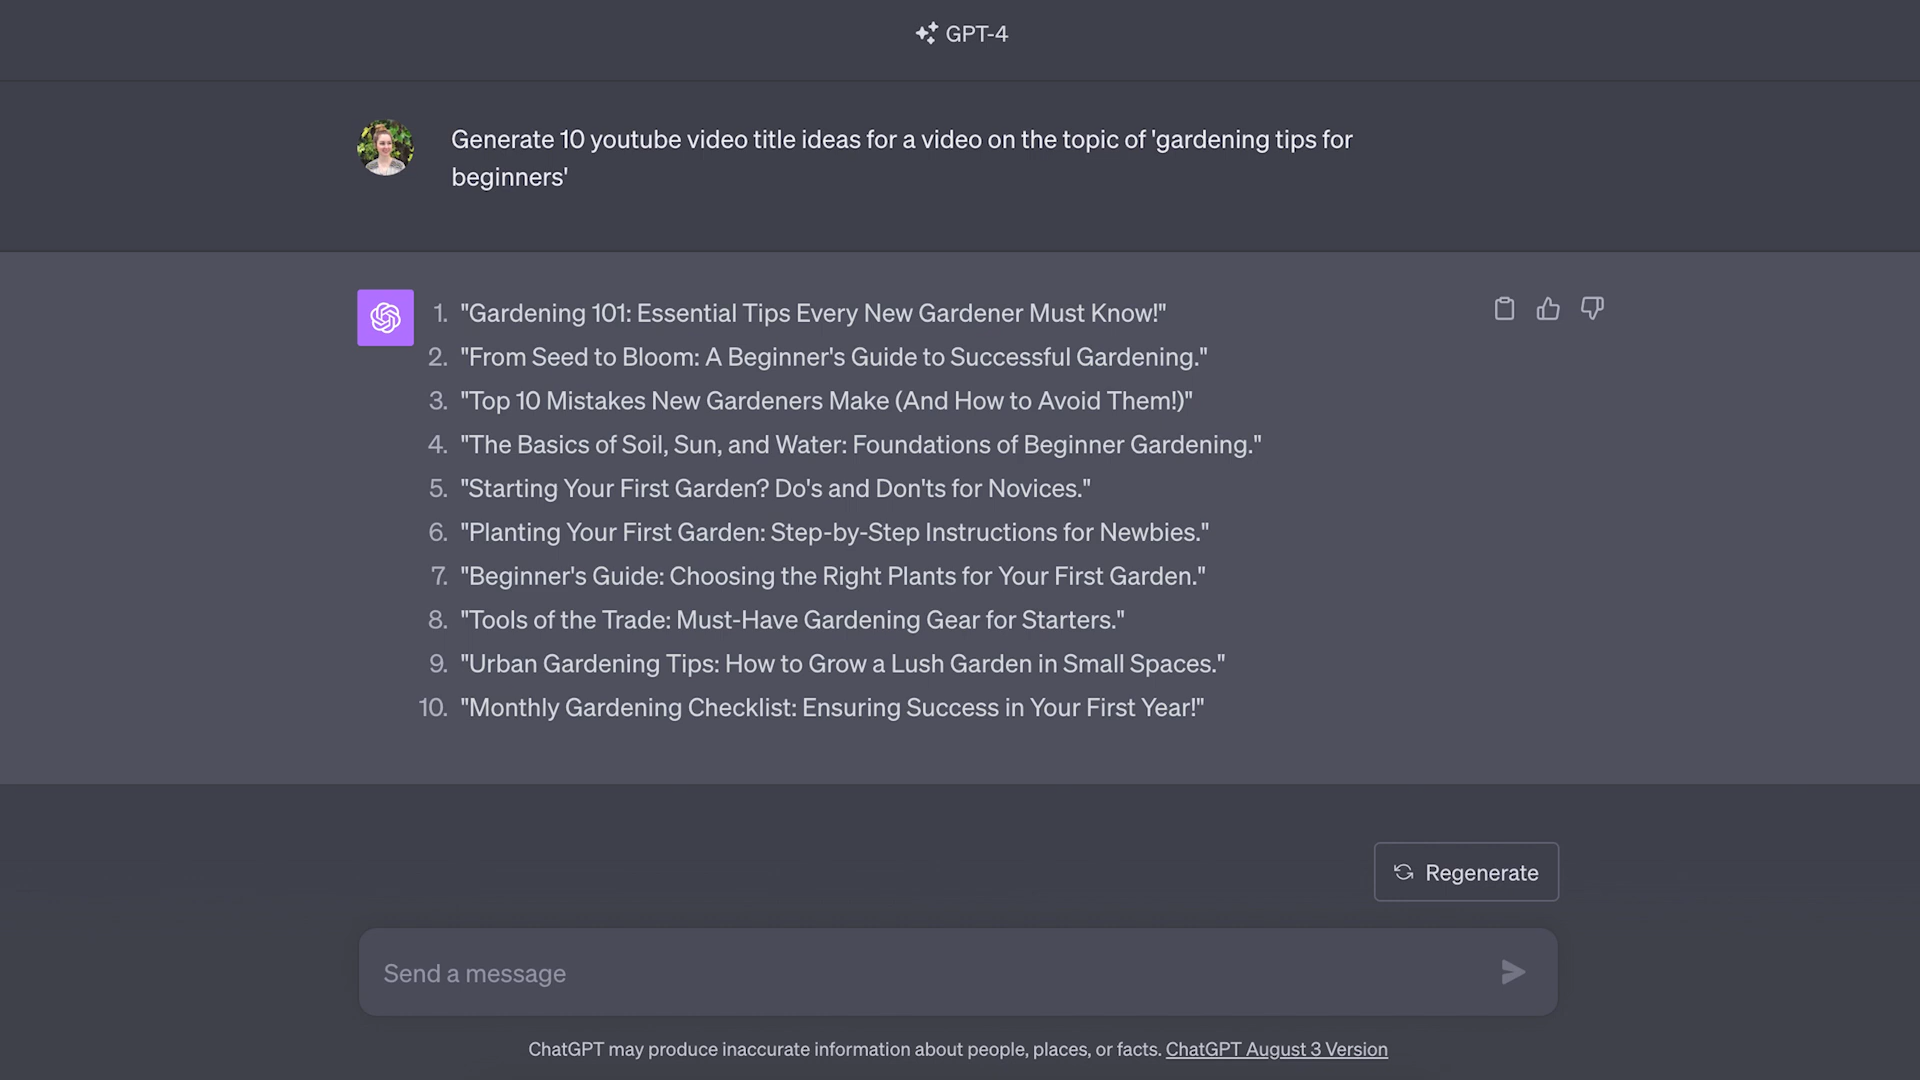 GPT-4
Generate 10 youtube video title ideas for a video on the topic of 'gardening tips for
beginners'
1. "Gardening 101: Essential Tips Every New Gardener Must Know!"
2. "From Seed to Bloom: A Beginner's Guide to Successful Gardening."
3. "Top 10 Mistakes New Gardeners Make (And How to Avoid Them!)"
4. "The Basics of Soil, Sun, and Water: Foundations of Beginner Gardening."
5. "Starting Your First Garden? Do's and Don'ts for Novices."
6. "Planting Your First Garden: Step-by-Step Instructions for Newbies."
7. "Beginner's Guide: Choosing the Right Plants for Your First Garden."
8. "Tools of the Trade: Must-Have Gardening Gear for Starters."
9. "Urban Gardening Tips: How to Grow a Lush Garden in Small Spaces."
10. "Monthly Gardening Checklist: Ensuring Success in Your First Year!"
Regenerate
Send a message
ChatGPT may produce inaccurate information about people, places, or facts. ChatGPT August 3 Version